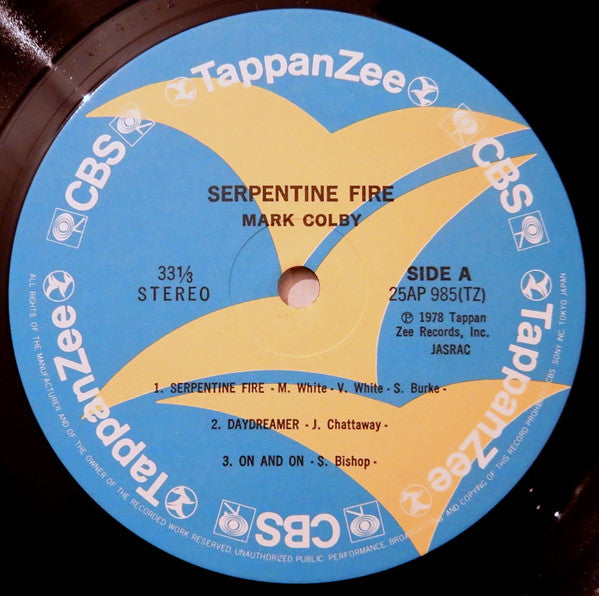 TappanZee
CBS
CBS
SERPENTINE FIRE
MARK COLBY
33⅓
STEREO
SIDE A
25AP 985(TZ)
Ⓟ 1978 Tappan
Zee Records, Inc.
JASRAC
1. SERPENTINE FIRE - M. White - V. White - S. Burke -
2. DAYDREAMER - J. Chattaway -
3. ON AND ON - S. Bishop -
TappanZee
TappanZee
CBS
ALL RIGHTS OF THE MANUFACTURER AND OF THE OWNER OF THE RECORDED WORK RESERVED. UNAUTHORIZED PUBLIC PERFORMANCE, BROADCASTING AND COPYING OF THIS RECORD PROHIBITED. CBS/SONY INC. TOKYO JAPAN